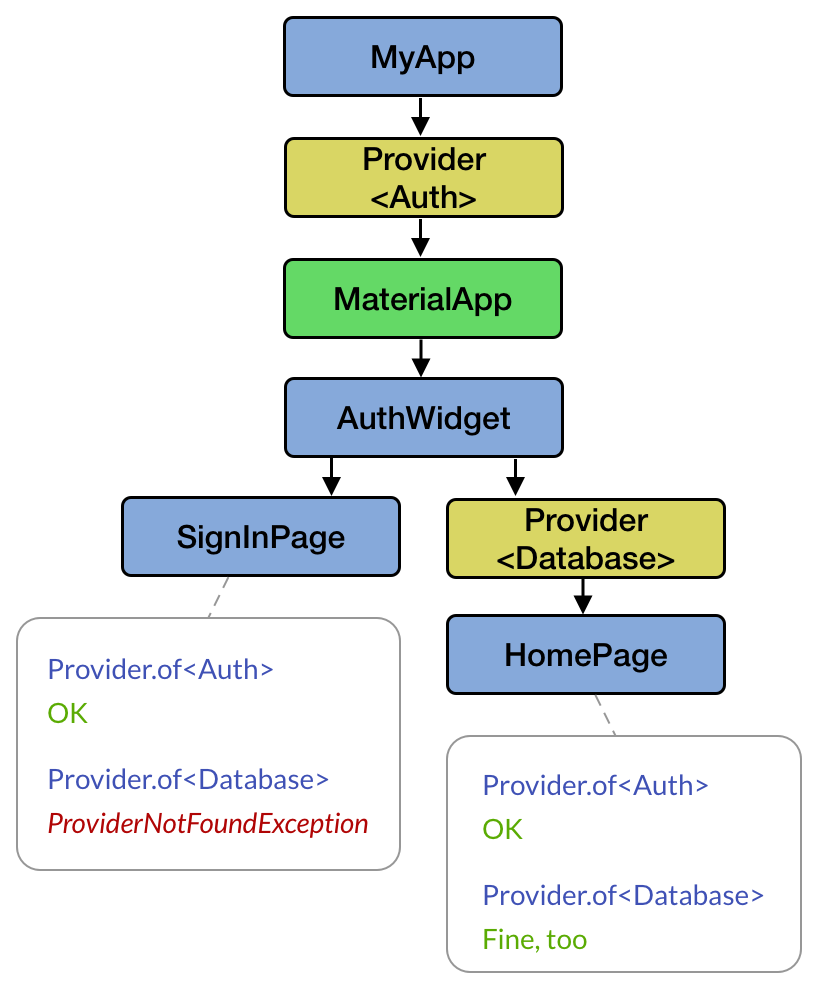 MyApp
Provider
<Auth>
MaterialApp
AuthWidget
SignInPage
Provider
<Database>
HomePage
Provider.of<Auth>
OK
Provider.of<Database>
ProviderNotFoundException
Provider.of<Auth>
OK
Provider.of<Database>
Fine, too